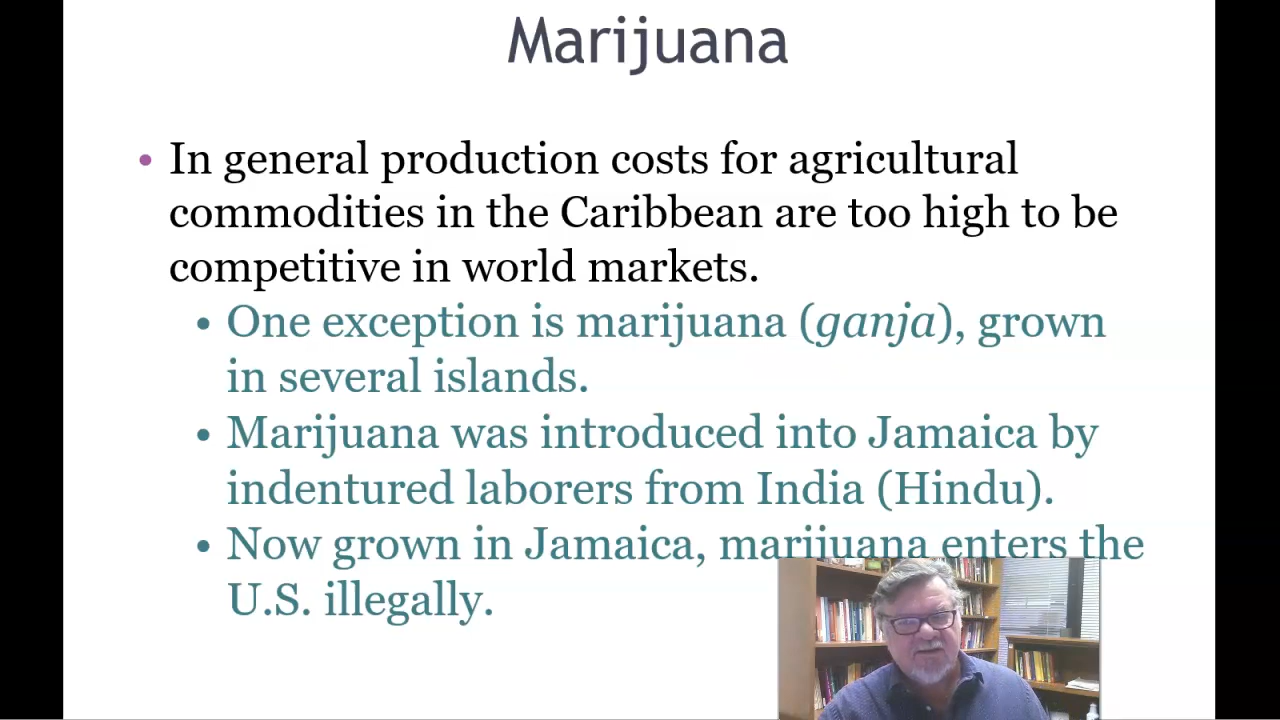 Marijuana
• In general production costs for agricultural
commodities in the Caribbean are too high to be
competitive in world markets.
• One exception is marijuana (ganja), grown
in several islands.
• Marijuana was introduced into Jamaica by
indentured laborers from India (Hindu).
• Now grown in Jamaica, marijuana enters the
U.S. illegally.